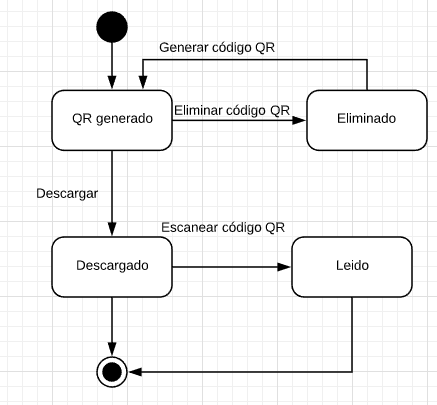 Generar código QR
QR generado
Eliminar código QR
Eliminado
Descargar
Escanear código QR
Descargado
Leido